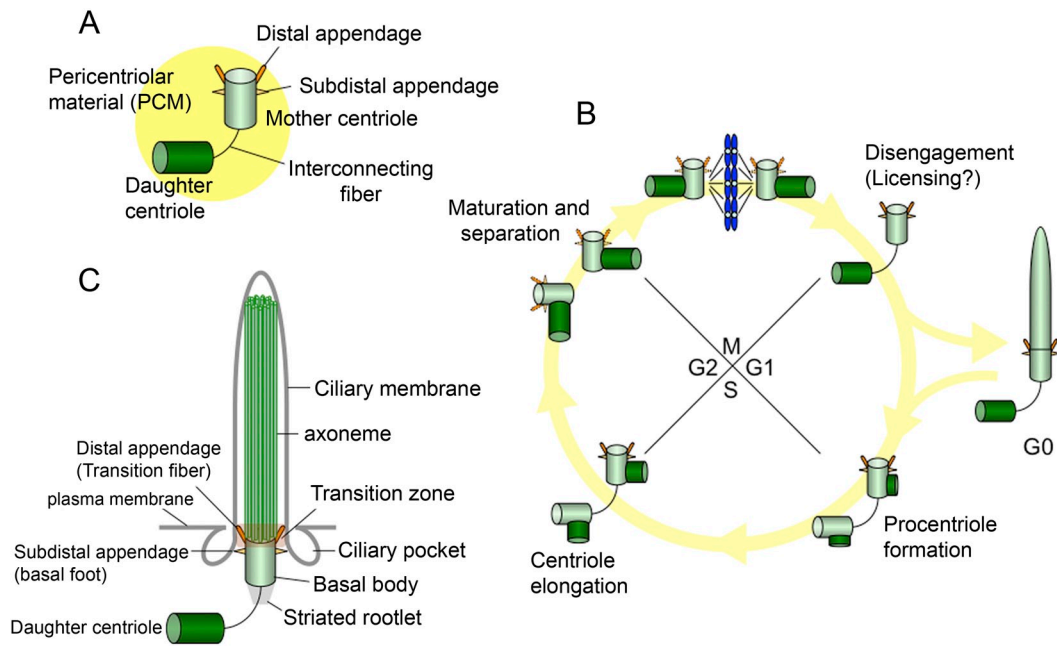 A
Distal appendage
Pericentriolar
material (PCM)
Subdistal appendage
Mother centriole
Interconnecting
fiber
Daughter
centriole
B
Disengagement
(Licensing?)
Maturation and
separation
M
G2 G1
S
G0
Procentriole
formation
Centriole
elongation
C
Ciliary membrane
axoneme
Distal appendage
(Transition fiber)
Transition zone
plasma membrane
Subdistal appendage
(basal foot)
Ciliary pocket
Basal body
Striated rootlet
Daughter centriole